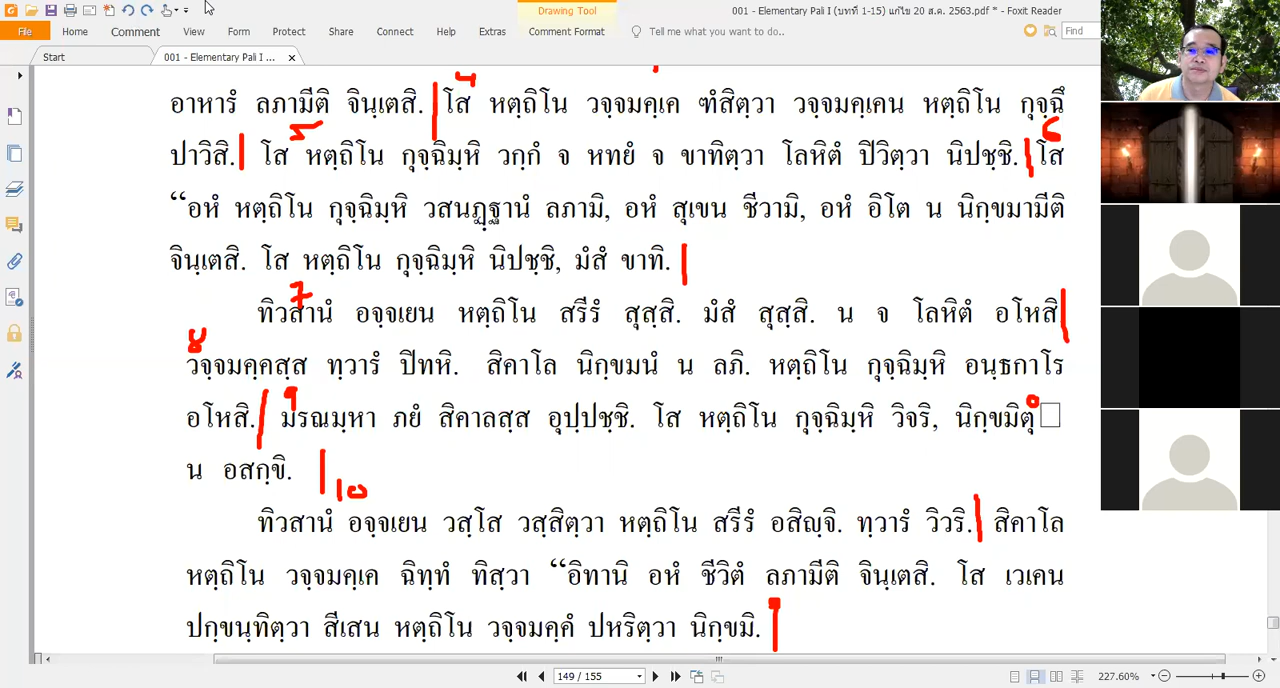 001 - Elementary Pali I (บทที่ 1-15) แก้ไข 20 ส.ค. 2563.pdf * - Foxit Reader
Drawing Tool
File Home Comment View Form Protect Share Connect Help Extras Comment Format Tell me what you want to do.. Find
Start 001 - Elementary Pali I ...
อาหารํ ลภามีติ จินฺเตสิ. โส หตฺถิโน วจฺจมคฺเค ฑํสิตฺวา วจฺจมคฺเคน หตฺถิโน กุจฺฉึ
4
ปาวิสิ. โส หตฺถิโน กุจฺฉิมฺหิ วกฺกํ จ หทยํ จ ขาทิตฺวา โลหิตํ ปิวิตฺวา นิปชฺชิ. โส
5 6
“อหํ หตฺถิโน กุจฺฉิมฺหิ วสนฏฺฐานํ ลภามิ, อหํ สุเขน ชีวามิ, อหํ อิโต น นิกฺขมามีติ
จินฺเตสิ. โส หตฺถิโน กุจฺฉิมฺหิ นิปชฺชิ, มํสํ ขาทิ.
7
ทิวสานํ อจฺจเยน หตฺถิโน สรีรํ สุสฺสิ. มํสํ สุสฺสิ. น จ โลหิตํ อโหสิ
8
วจฺจมคฺคสฺส ทฺวารํ ปิทหิ. สิคาโล นิกฺขมนํ น ลภิ. หตฺถิโน กุจฺฉิมฺหิ อนฺธกาโร
9
อโหสิ. มรณมฺหา ภยํ สิคาลสฺส อุปฺปชฺชิ. โส หตฺถิโน กุจฺฉิมฺหิ วิจริ, นิกฺขมิตุํ
น อสกฺขิ.
10
ทิวสานํ อจฺจเยน วสฺโส วสฺสิตฺวา หตฺถิโน สรีรํ อสิญฺจิ. ทฺวารํ วิวริ. สิคาโล
หตฺถิโน วจฺจมคฺเค ฉิทฺทํ ทิสฺวา “อิทานิ อหํ ชีวิตํ ลภามีติ จินฺเตสิ. โส เวเคน
ปกฺขนฺทิตฺวา สีเสน หตฺถิโน วจฺจมคฺคํ ปหริตฺวา นิกฺขมิ.
149 / 155 227.60%